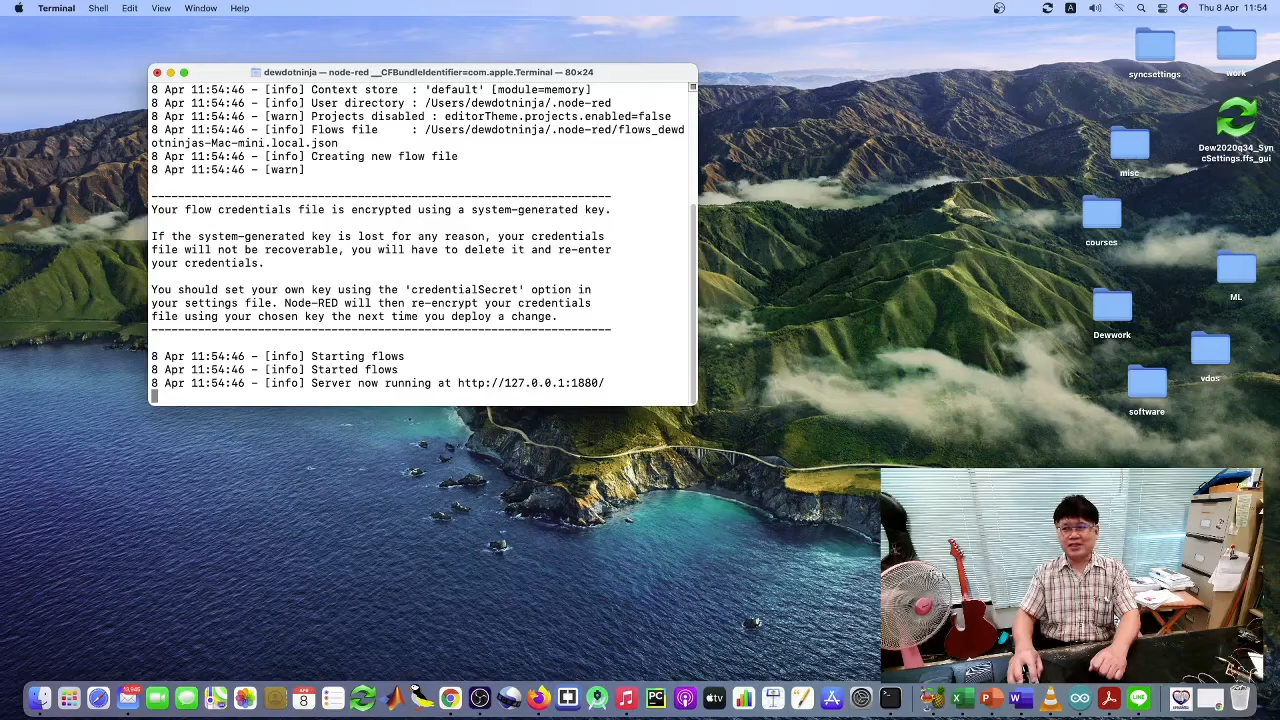 Terminal Shell Edit View Window Help
A
Thu 8 Apr 11:54
dewdotninja — node-red __CFBundleIdentifier=com.apple.Terminal — 80×24
8 Apr 11:54:46 - [info] Context store  : 'default' [module=memory]
8 Apr 11:54:46 - [info] User directory : /Users/dewdotninja/.node-red
8 Apr 11:54:46 - [warn] Projects disabled : editorTheme.projects.enabled=false
8 Apr 11:54:46 - [info] Flows file     : /Users/dewdotninja/.node-red/flows_dewd
otninjas-Mac-mini.local.json
8 Apr 11:54:46 - [info] Creating new flow file
8 Apr 11:54:46 - [warn]
---------------------------------------------------------------------
Your flow credentials file is encrypted using a system-generated key.
If the system-generated key is lost for any reason, your credentials
file will not be recoverable, you will have to delete it and re-enter
your credentials.
You should set your own key using the 'credentialSecret' option in
your settings file. Node-RED will then re-encrypt your credentials
file using your chosen key the next time you deploy a change.
---------------------------------------------------------------------
8 Apr 11:54:46 - [info] Starting flows
8 Apr 11:54:46 - [info] Started flows
8 Apr 11:54:46 - [info] Server now running at http://127.0.0.1:1880/
syncsettings
work
Dew2020q34_Syn
cSettings.ffs_gui
misc
courses
ML
Dewwork
vdos
software
8
PC
tv
X
P
W
LINE